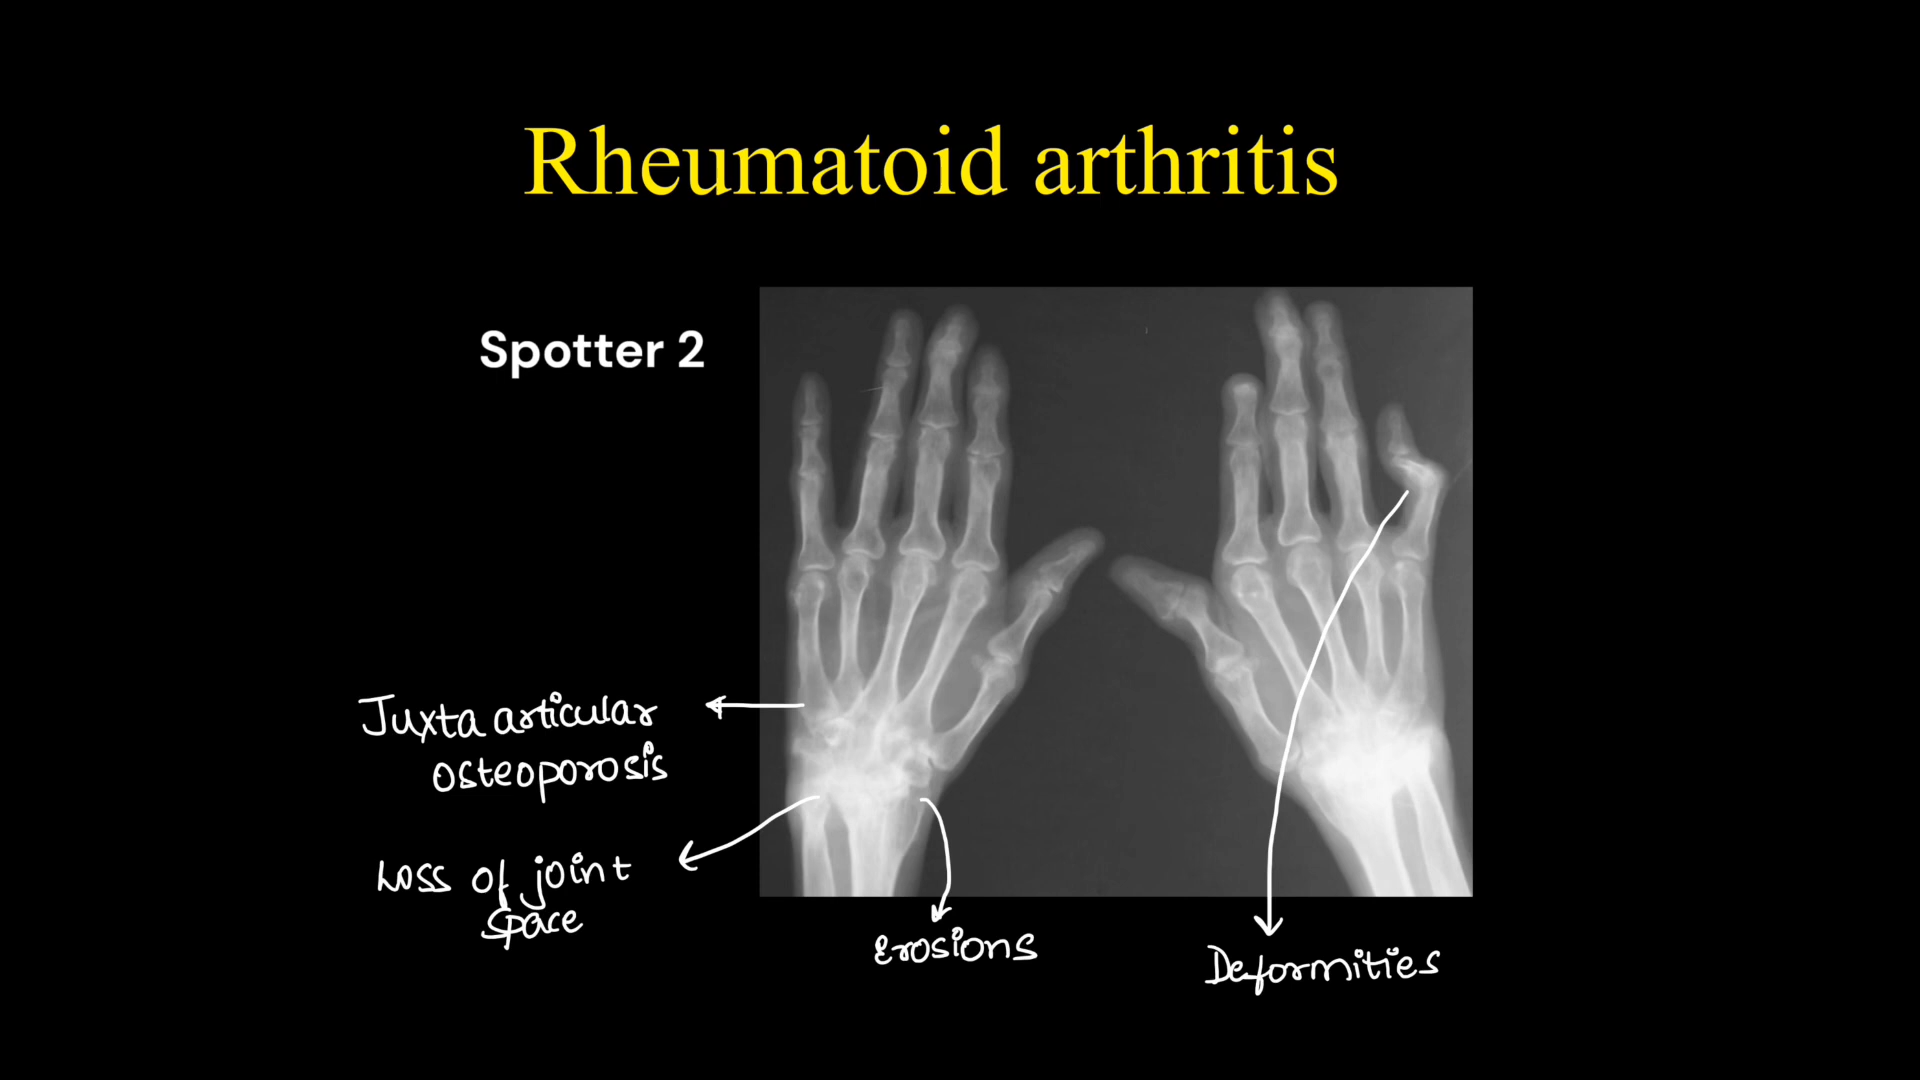 Rheumatoid arthritis
Spotter 2
Juxta articular
osteoporosis
Loss of joint
space
Erosions
Deformities